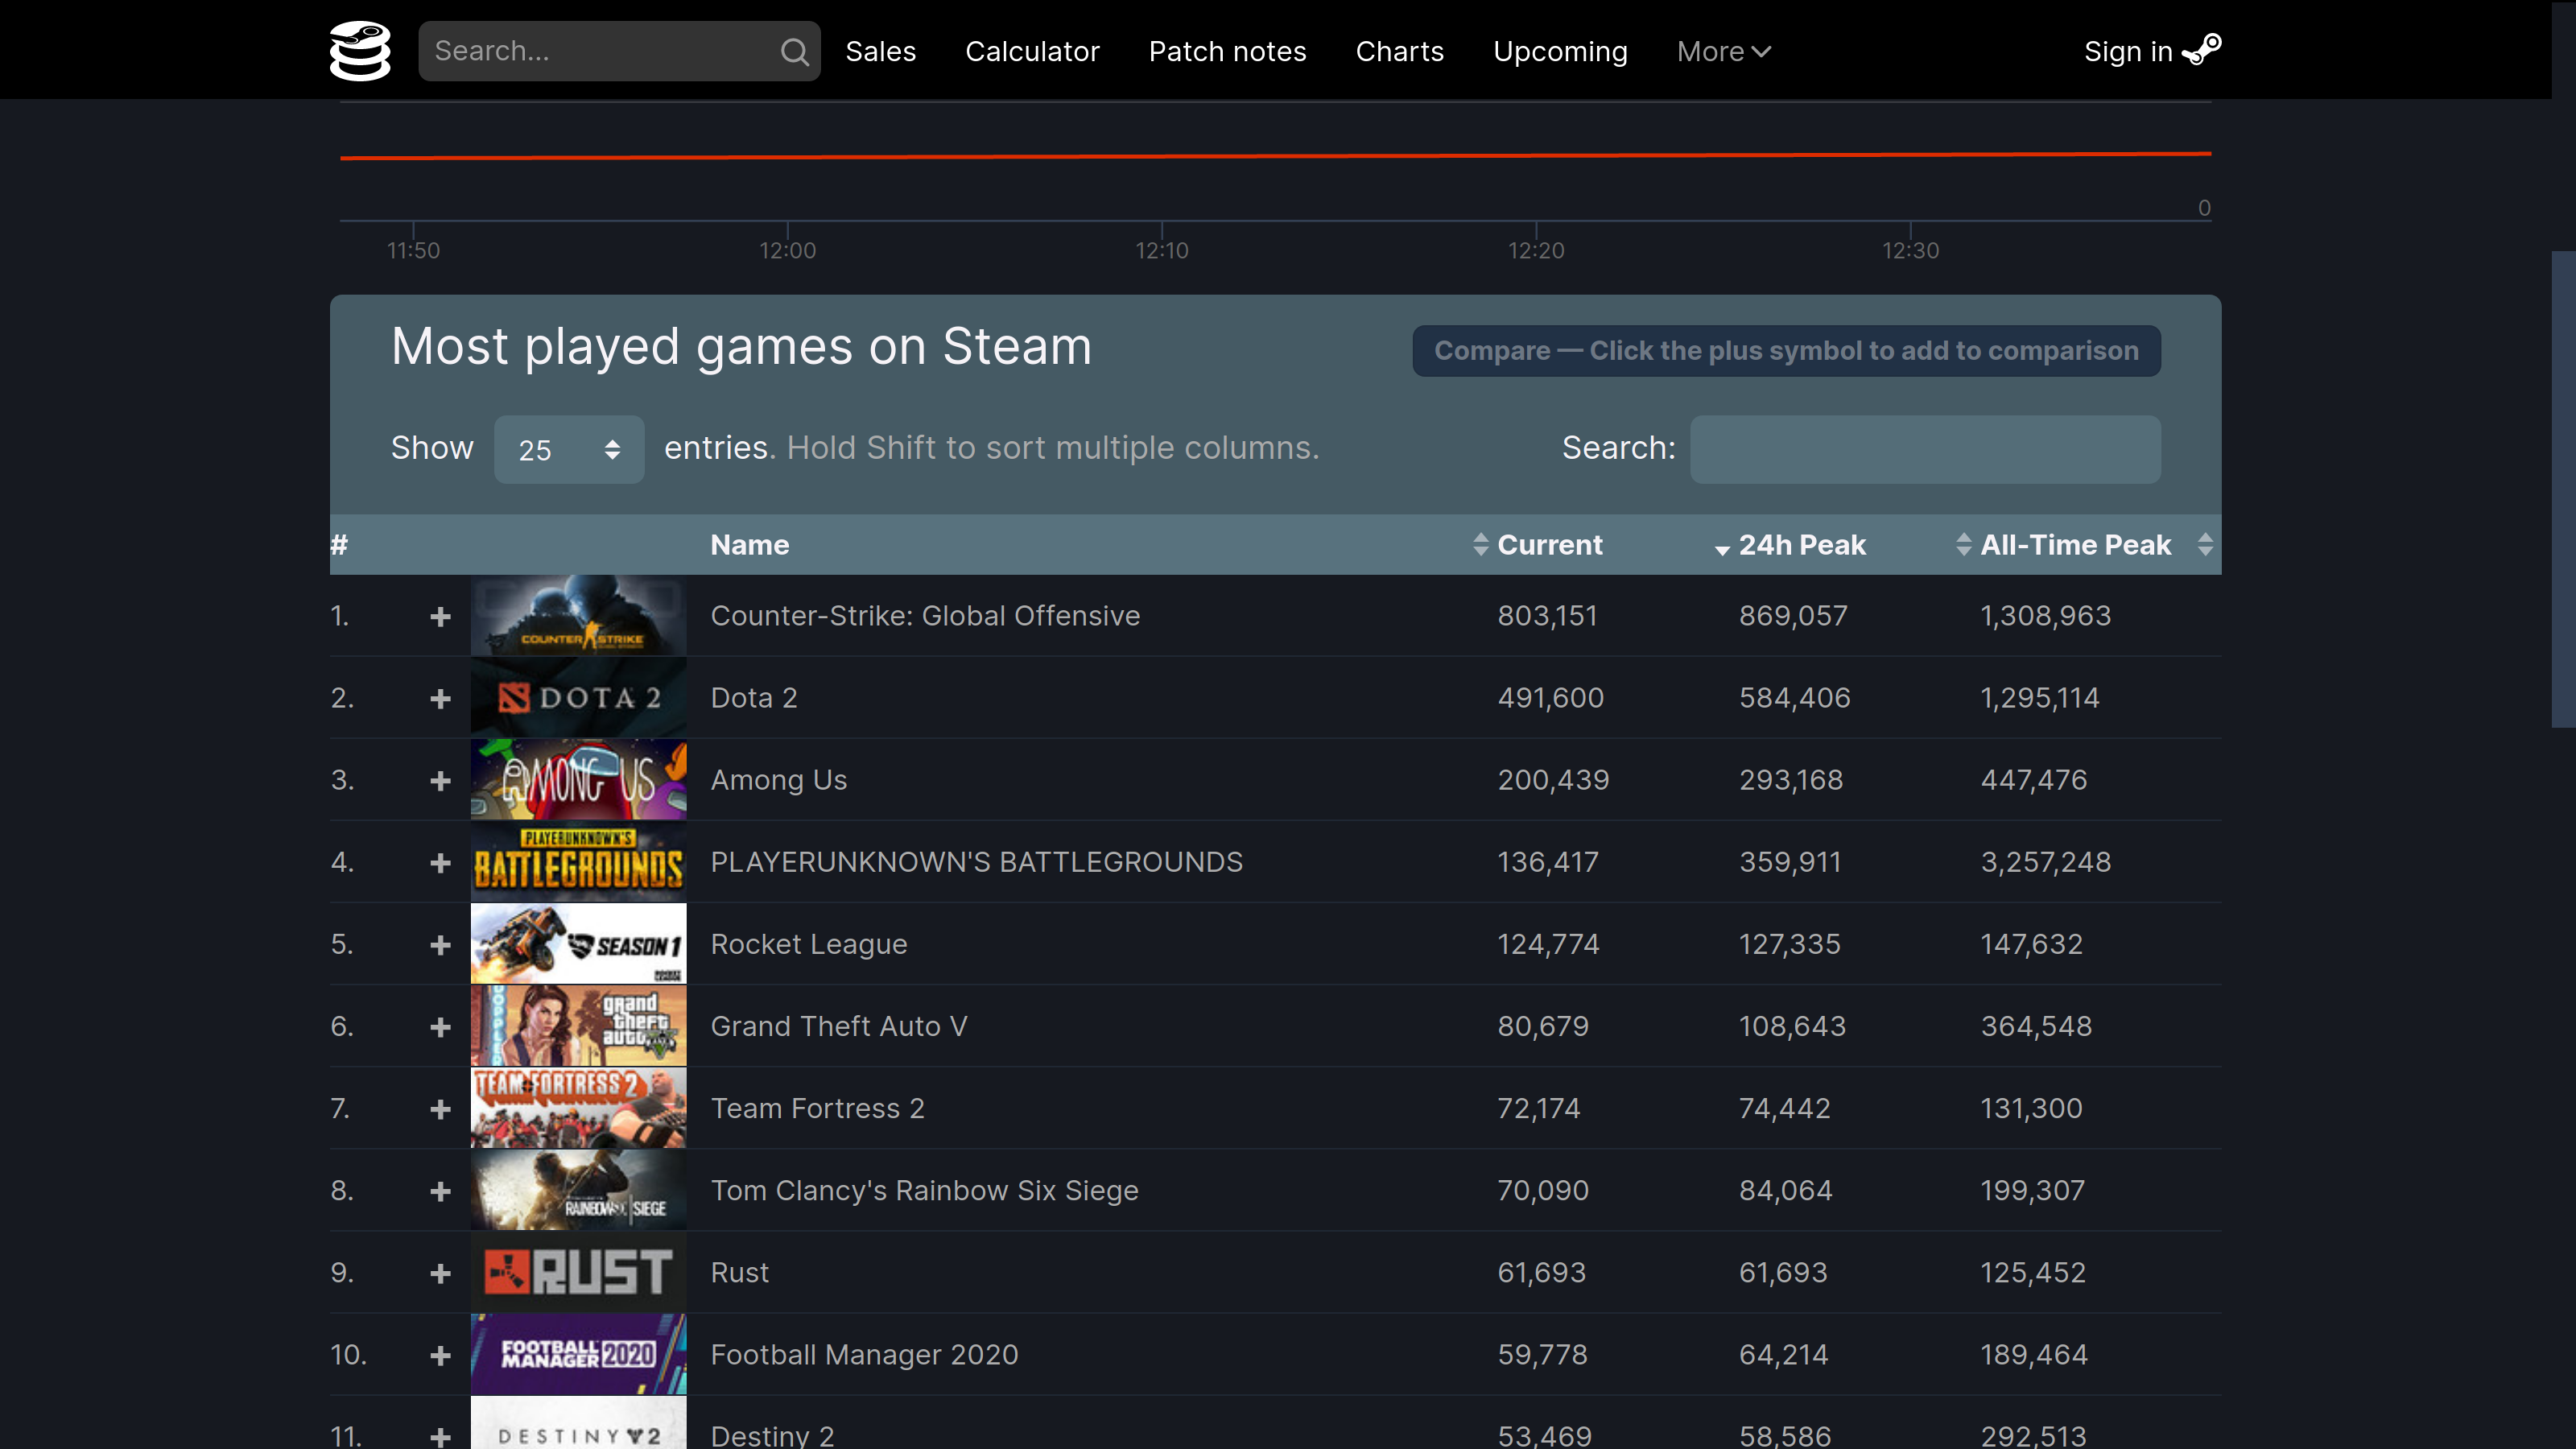 Search... Sales Calculator Patch notes Charts Upcoming More Sign in
0
11:50 12:00 12:10 12:20 12:30
Most played games on Steam Compare — Click the plus symbol to add to comparison
Show 25 entries. Hold Shift to sort multiple columns. Search:
# Name Current 24h Peak All-Time Peak
1. + COUNTER STRIKE Counter-Strike: Global Offensive 803,151 869,057 1,308,963
2. + DOTA 2 Dota 2 491,600 584,406 1,295,114
3. + AMONG US Among Us 200,439 293,168 447,476
4. + PLAYERUNKNOWN'S BATTLEGROUNDS PLAYERUNKNOWN'S BATTLEGROUNDS 136,417 359,911 3,257,248
5. + SEASON 1 Rocket League 124,774 127,335 147,632
6. + grand theft auto V Grand Theft Auto V 80,679 108,643 364,548
7. + TEAM FORTRESS 2 Team Fortress 2 72,174 74,442 131,300
8. + RAINBOW SIX SIEGE Tom Clancy's Rainbow Six Siege 70,090 84,064 199,307
9. + RUST Rust 61,693 61,693 125,452
10. + FOOTBALL MANAGER 2020 Football Manager 2020 59,778 64,214 189,464
11. + DESTINY 2 Destiny 2 53,469 58,586 292,513